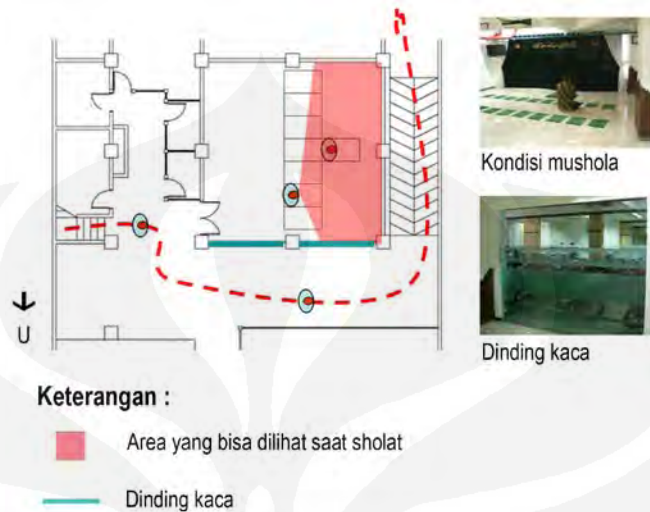 Kondisi mushola
U
Dinding kaca
Keterangan :
Area yang bisa dilihat saat sholat
Dinding kaca